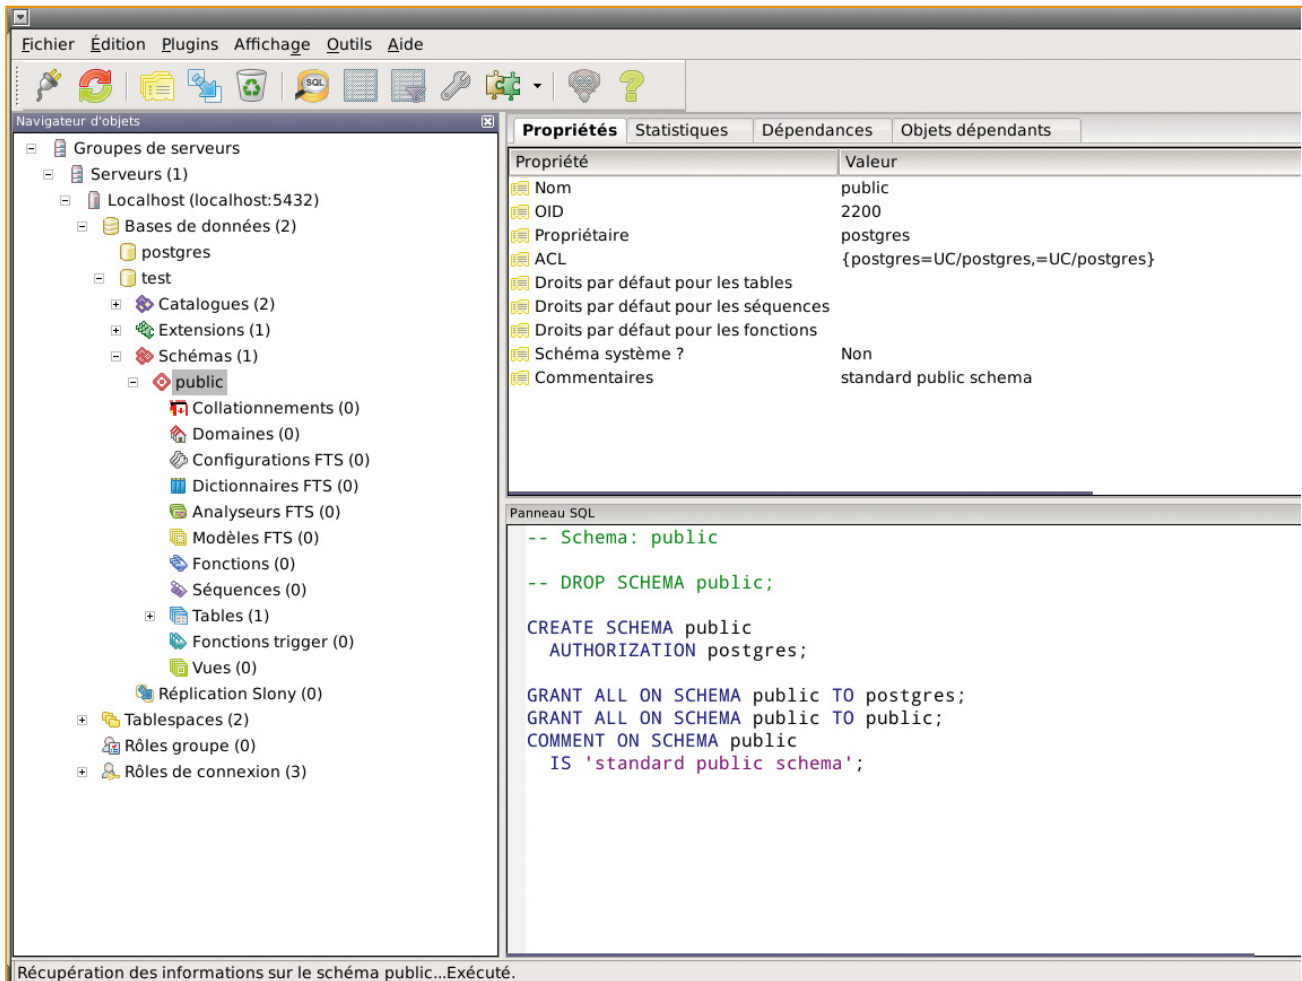 Fichier Édition Plugins Affichage Outils Aide
SQL
Navigateur d'objets
Groupes de serveurs
Serveurs (1)
Localhost (localhost:5432)
Bases de données (2)
postgres
test
Catalogues (2)
Extensions (1)
Schémas (1)
public
Collationnements (0)
Domaines (0)
Configurations FTS (0)
Dictionnaires FTS (0)
Analyseurs FTS (0)
Modèles FTS (0)
Fonctions (0)
Séquences (0)
Tables (1)
Fonctions trigger (0)
Vues (0)
Réplication Slony (0)
Tablespaces (2)
Rôles groupe (0)
Rôles de connexion (3)
Propriétés Statistiques Dépendances Objets dépendants
Propriété Valeur
Nom public
OID 2200
Propriétaire postgres
ACL {postgres=UC/postgres,=UC/postgres}
Droits par défaut pour les tables
Droits par défaut pour les séquences
Droits par défaut pour les fonctions
Schéma système ? Non
Commentaires standard public schema
Panneau SQL
-- Schema: public
-- DROP SCHEMA public;
CREATE SCHEMA public
AUTHORIZATION postgres;
GRANT ALL ON SCHEMA public TO postgres;
GRANT ALL ON SCHEMA public TO public;
COMMENT ON SCHEMA public
IS 'standard public schema';
Récupération des informations sur le schéma public...Exécuté.